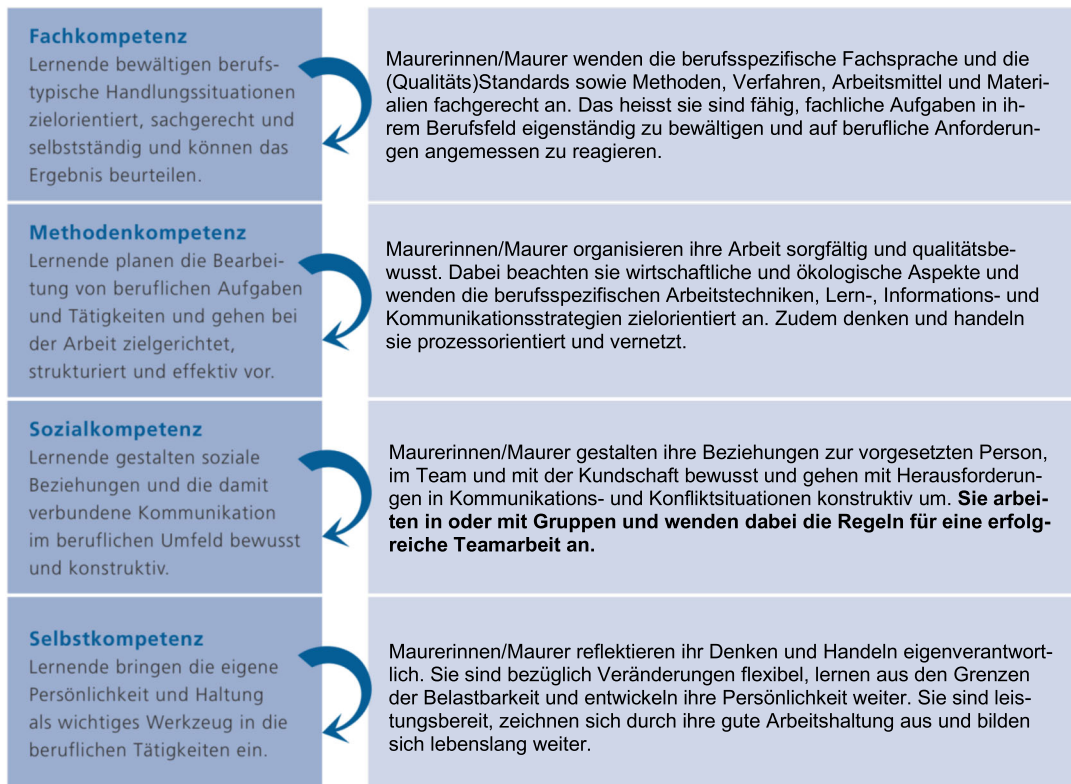 Fachkompetenz
Lernende bewältigen berufs-
typische Handlungssituationen
zielorientiert, sachgerecht und
selbstständig und können das
Ergebnis beurteilen.
Maurerinnen/Maurer wenden die berufsspezifische Fachsprache und die
(Qualitäts)Standards sowie Methoden, Verfahren, Arbeitsmittel und Materi-
alien fachgerecht an. Das heisst sie sind fähig, fachliche Aufgaben in ih-
rem Berufsfeld eigenständig zu bewältigen und auf berufliche Anforderun-
gen angemessen zu reagieren.
Methodenkompetenz
Lernende planen die Bearbei-
tung von beruflichen Aufgaben
und Tätigkeiten und gehen bei
der Arbeit zielgerichtet,
strukturiert und effektiv vor.
Maurerinnen/Maurer organisieren ihre Arbeit sorgfältig und qualitätsbe-
wusst. Dabei beachten sie wirtschaftliche und ökologische Aspekte und
wenden die berufsspezifischen Arbeitstechniken, Lern-, Informations- und
Kommunikationsstrategien zielorientiert an. Zudem denken und handeln
sie prozessorientiert und vernetzt.
Sozialkompetenz
Lernende gestalten soziale
Beziehungen und die damit
verbundene Kommunikation
im beruflichen Umfeld bewusst
und konstruktiv.
Maurerinnen/Maurer gestalten ihre Beziehungen zur vorgesetzten Person,
im Team und mit der Kundschaft bewusst und gehen mit Herausforderun-
gen in Kommunikations- und Konfliktsituationen konstruktiv um. Sie arbei-
ten in oder mit Gruppen und wenden dabei die Regeln für eine erfolg-
reiche Teamarbeit an.
Selbstkompetenz
Lernende bringen die eigene
Persönlichkeit und Haltung
als wichtiges Werkzeug in die
beruflichen Tätigkeiten ein.
Maurerinnen/Maurer reflektieren ihr Denken und Handeln eigenverantwort-
lich. Sie sind bezüglich Veränderungen flexibel, lernen aus den Grenzen
der Belastbarkeit und entwickeln ihre Persönlichkeit weiter. Sie sind leis-
tungsbereit, zeichnen sich durch ihre gute Arbeitshaltung aus und bilden
sich lebenslang weiter.